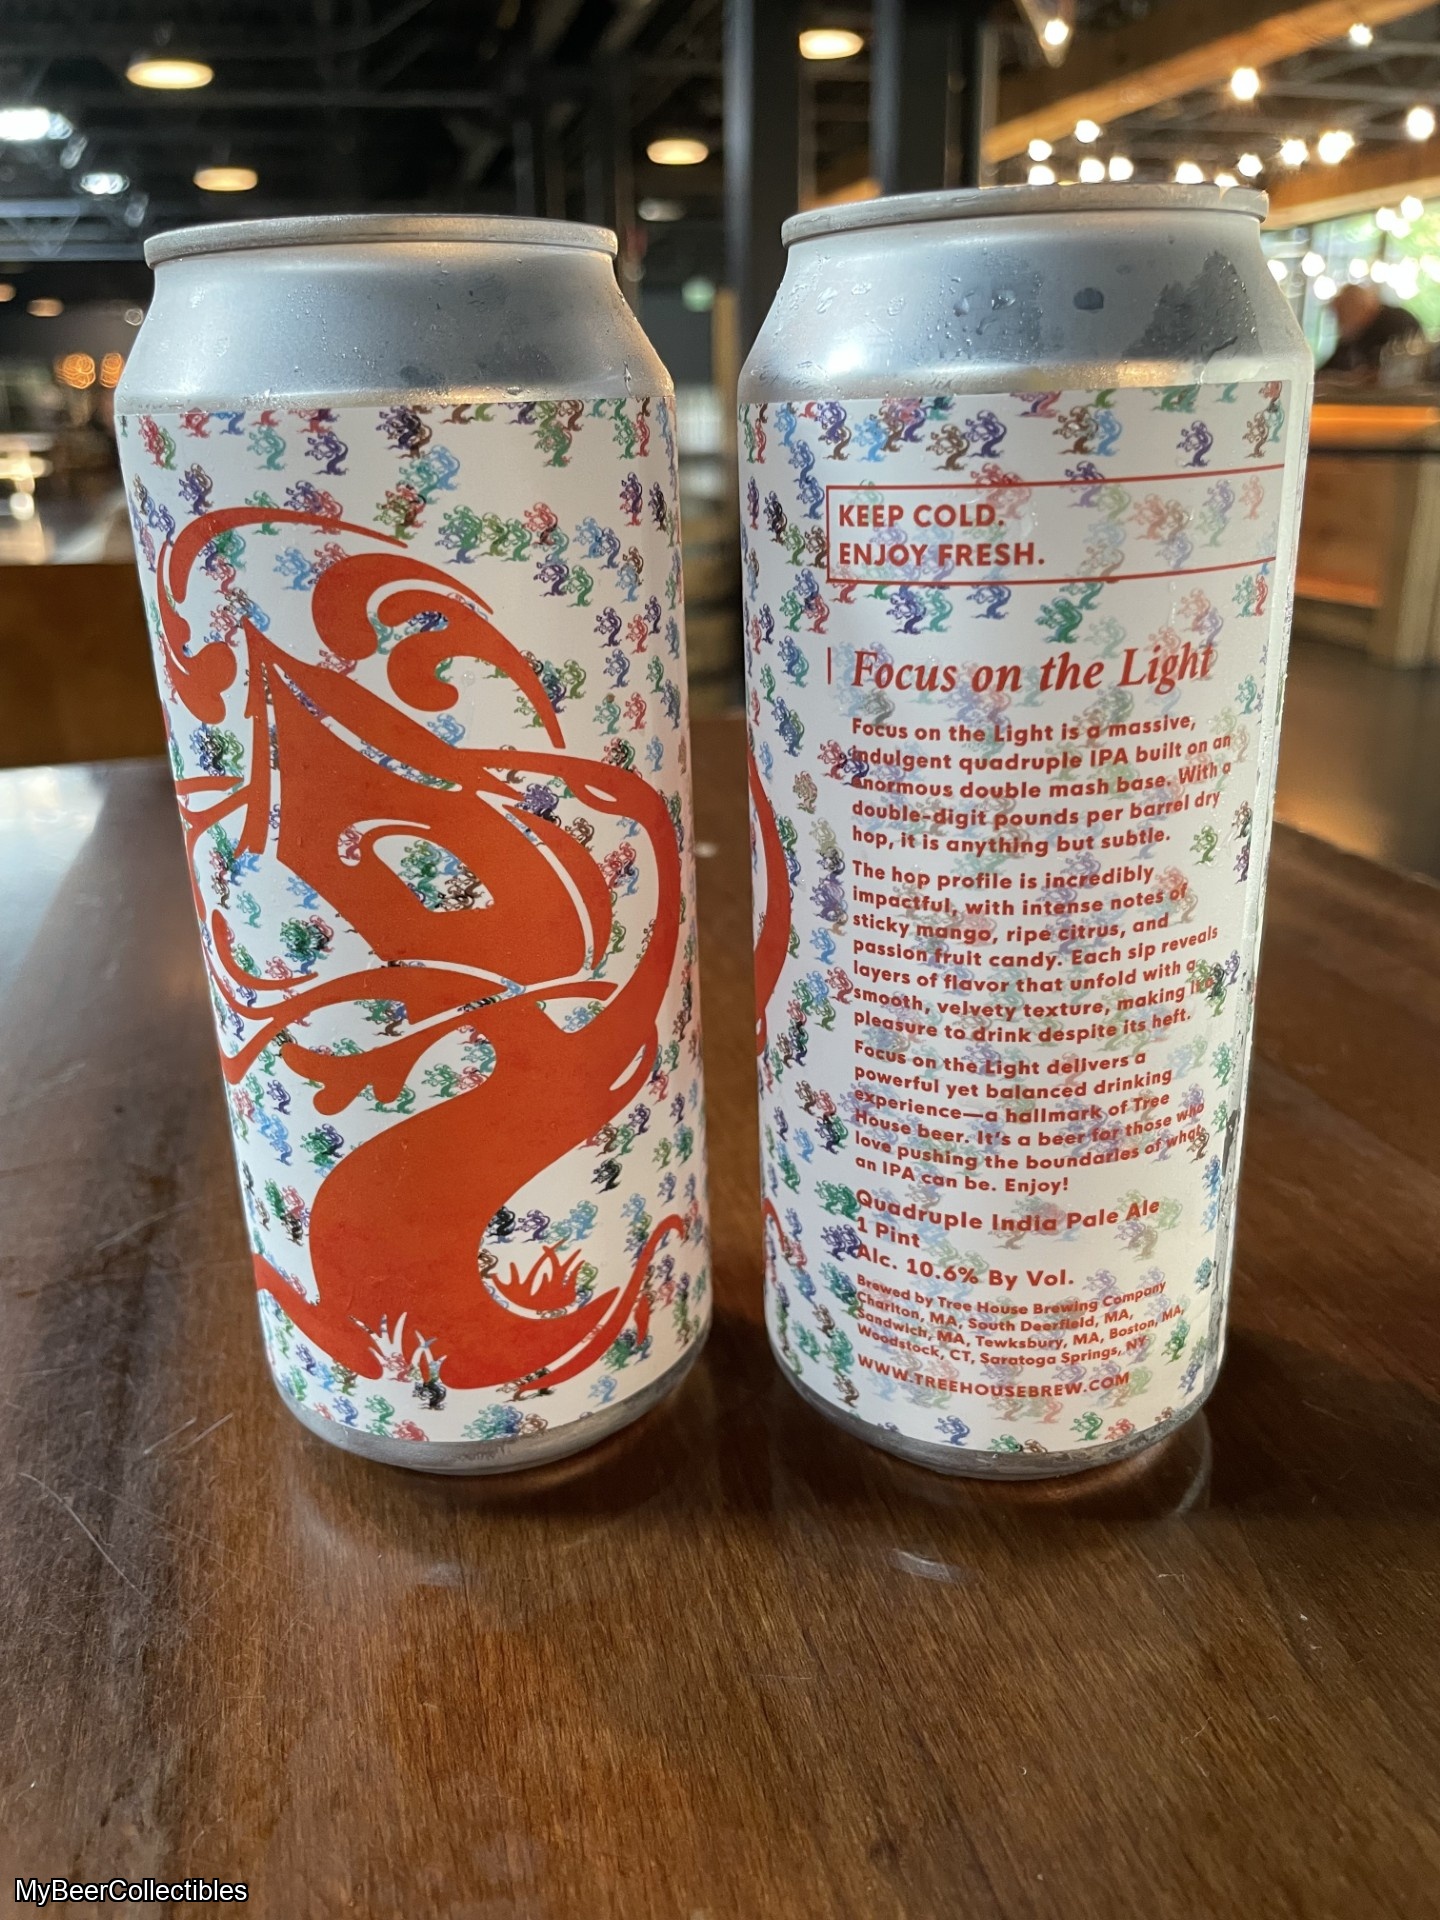 KEEP COLD.
ENJOY FRESH.
Focus on the Light
Focus on the Light is a massive,
indulgent quadruple IPA built on an
enormous double mash base. With a
double-digit pounds per barrel dry
hop, it is anything but subtle.
The hop profile is incredibly
impactful, with intense notes of
sticky mango, ripe citrus, and
passion fruit candy. Each sip reveals
layers of flavor that unfold with a
smooth, velvety texture, making it a
pleasure to drink despite its heft.
Focus on the Light delivers a
powerful yet balanced drinking
experience—a hallmark of Tree
House beer. It's a beer for those who
love pushing the boundaries of what
an IPA can be. Enjoy!
Quadruple India Pale Ale
1 Pint
Alc. 10.6% By Vol.
Brewed by Tree House Brewing Company
Charlton, MA, South Deerfield, MA,
Sandwich, MA, Tewksbury, MA, Boston, MA,
Woodstock, CT, Saratoga Springs, NY
WWW.TREEHOUSEBREW.COM
MyBeerCollectibles